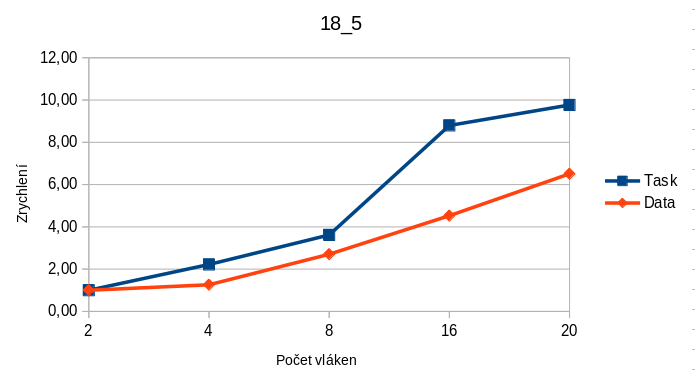 18_5
12,00
10,00
8,00
6,00
4,00
2,00
0,00
Zrychlení
2 4 8 16 20
Počet vláken
Task
Data